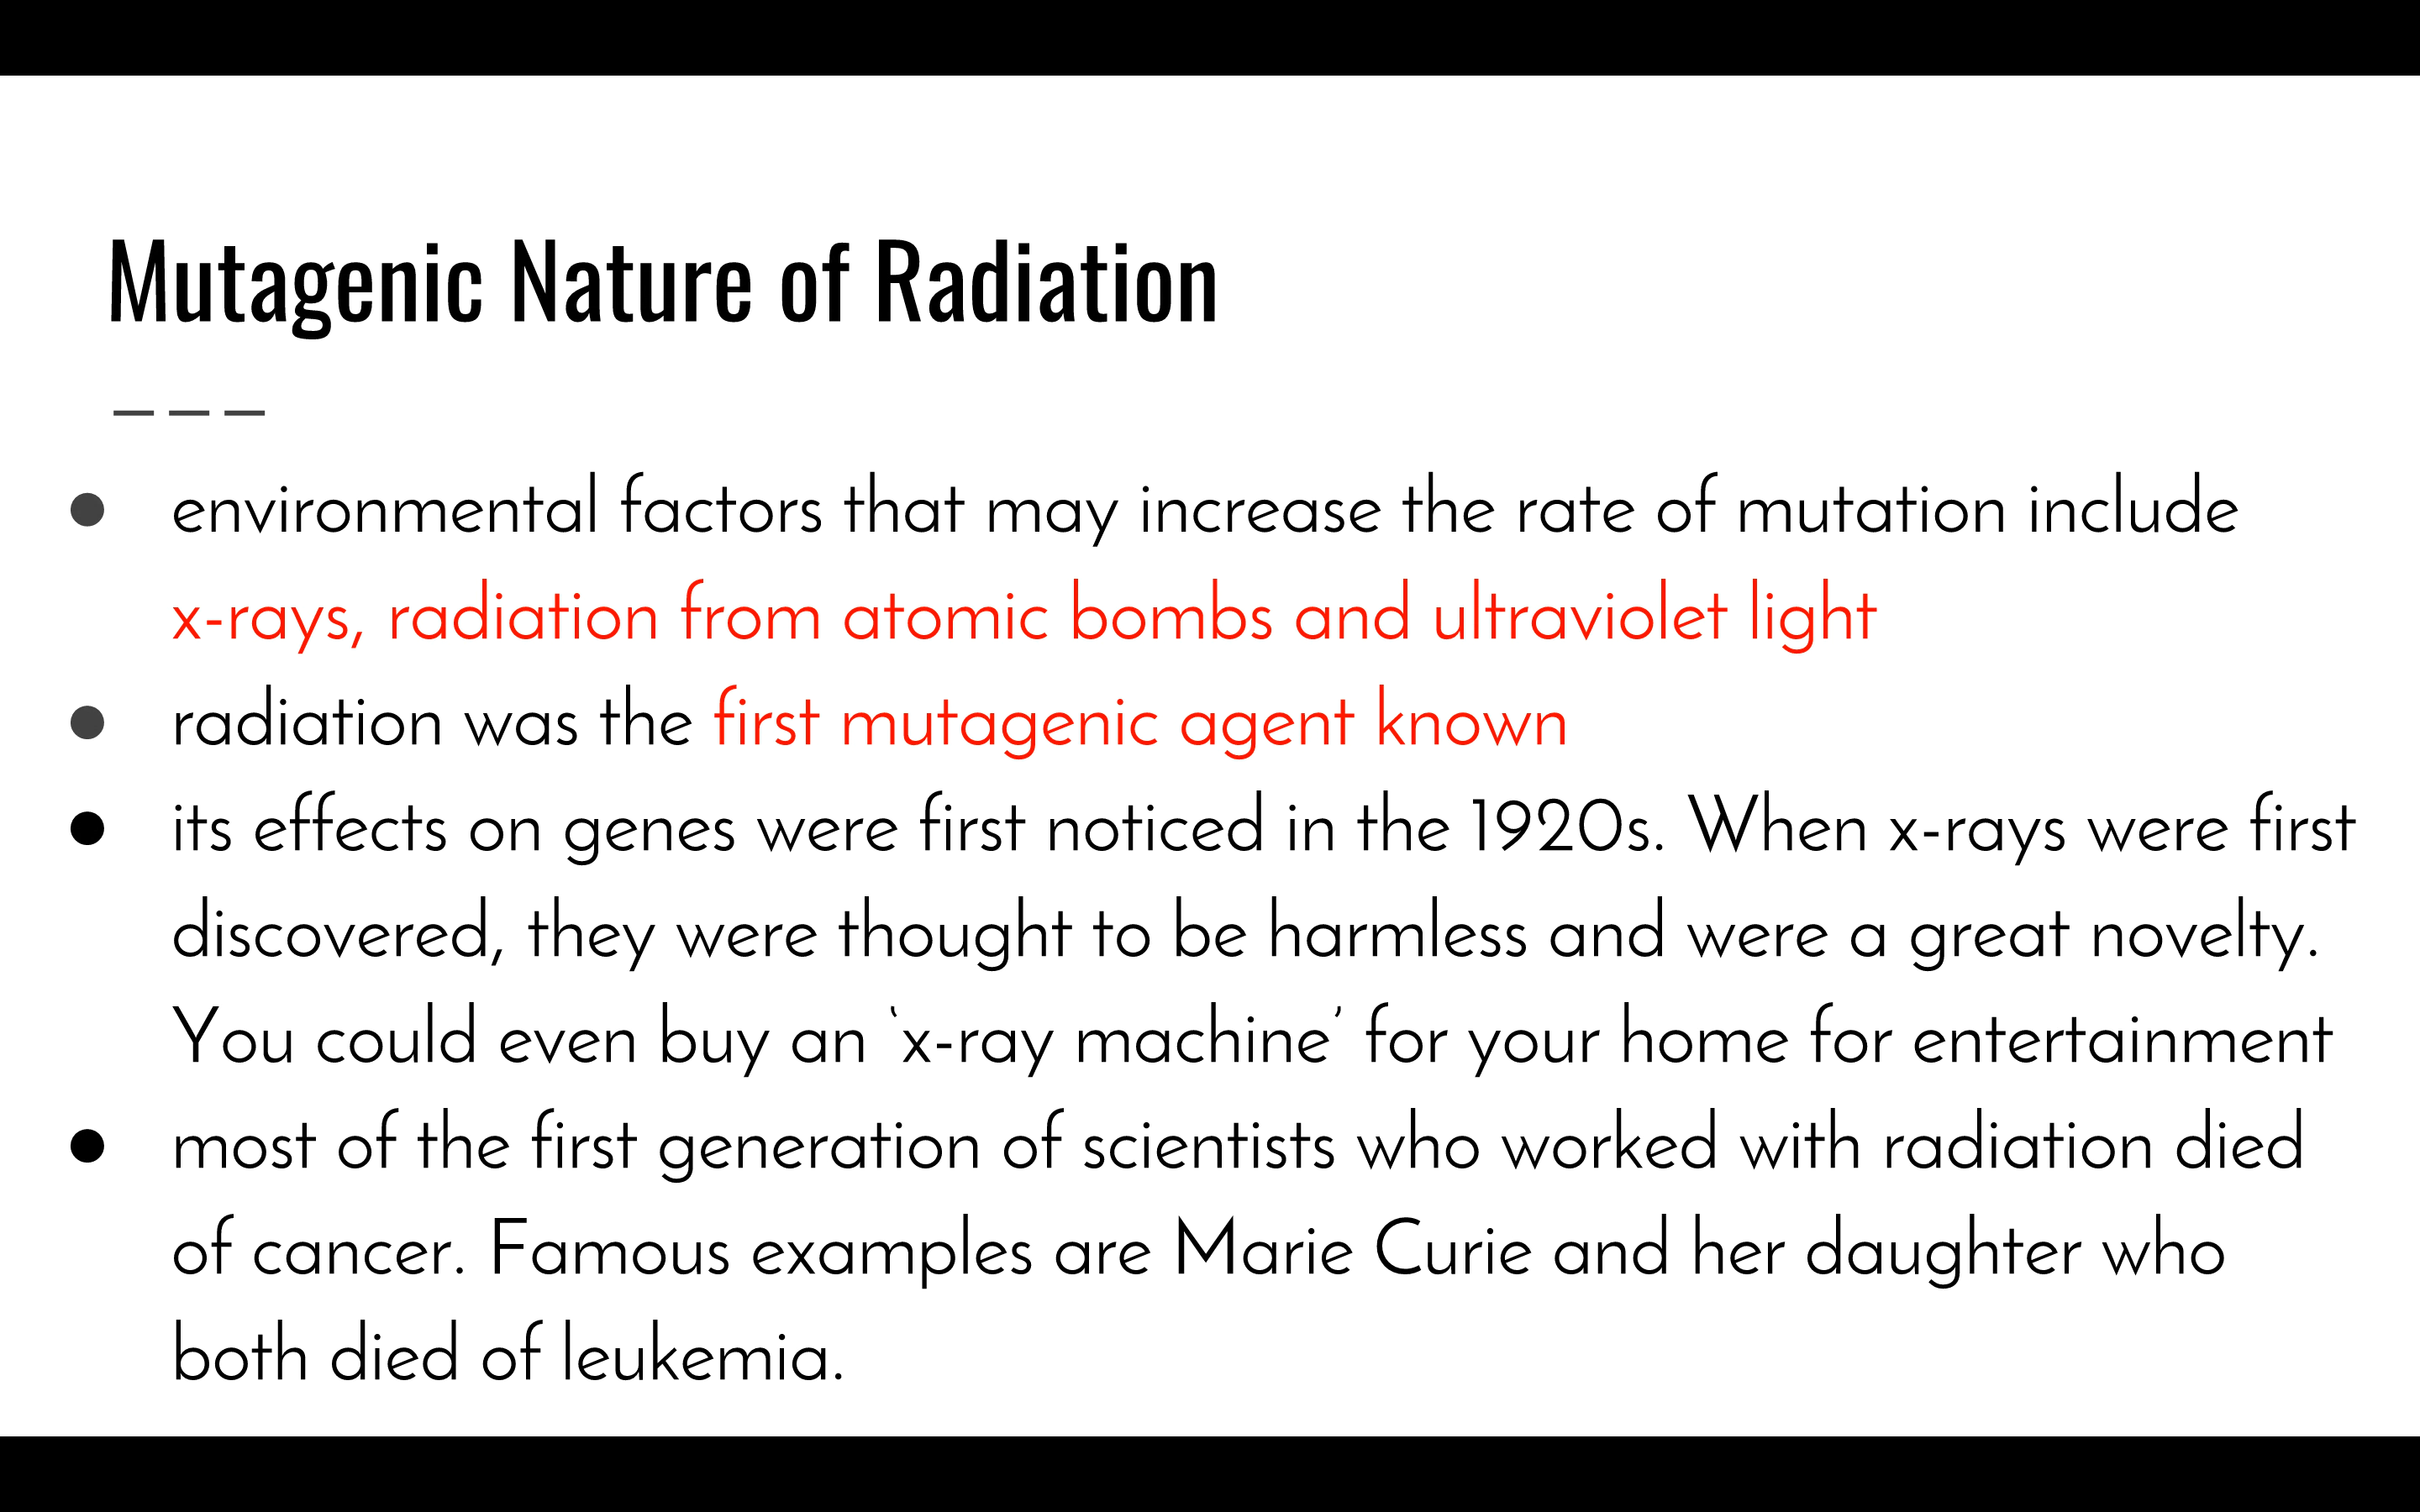 Mutagenic Nature of Radiation
environmental factors that may increase the rate of mutation include
x-rays, radiation from atomic bombs and ultraviolet light
radiation was the first mutagenic agent known
its effects on genes were first noticed in the 1920s. When x-rays were first
discovered, they were thought to be harmless and were a great novelty.
You could even buy an ‘x-ray machine’ for your home for entertainment
most of the first generation of scientists who worked with radiation died
of cancer. Famous examples are Marie Curie and her daughter who
both died of leukemia.